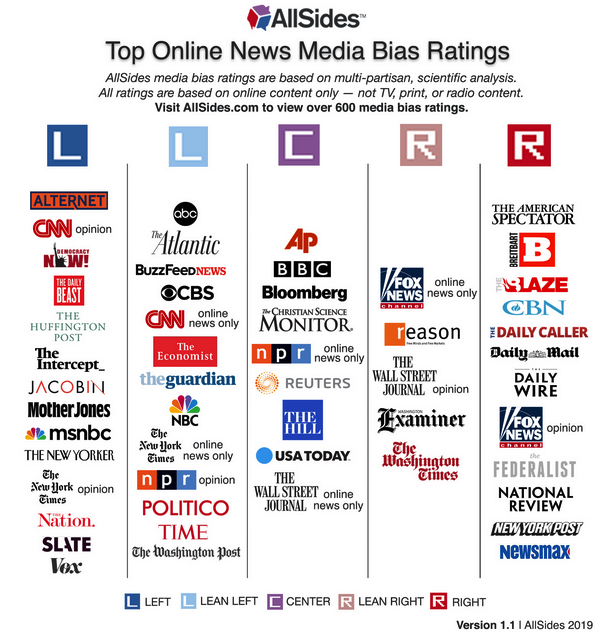 AllSides™
Top Online News Media Bias Ratings
AllSides media bias ratings are based on multi-partisan, scientific analysis.
All ratings are based on online content only — not TV, print, or radio content.
Visit AllSides.com to view over 600 media bias ratings.
L
L
C
R
R
ALTERNET
CNN opinion
DEMOCRACY
NOW!
THE DAILY
BEAST
THE
HUFFINGTON
POST
The
Intercept_
JACOBIN
Mother Jones
msnbc
THE NEW YORKER
The
New York
Times
opinion
THE Nation.
SLATE
Vox
abc
The Atlantic
BUZZFEED NEWS
CBS
CNN online
news only
The
Economist
theguardian
NBC
The
New York
Times
online
news only
npr opinion
POLITICO
TIME
The Washington Post
AP
BBC
Bloomberg
The CHRISTIAN SCIENCE
MONITOR
npr online
news only
REUTERS
THE
HILL
USA TODAY
THE
WALL STREET
JOURNAL
online
news only
FOX
NEWS
channel
online
news only
reason
Free Minds and Free Markets
THE
WALL STREET
JOURNAL opinion
WASHINGTON
Examiner
The
Washington
Times
THE AMERICAN
SPECTATOR
BREITBART
B
THE BLAZE
CBN
THE DAILY CALLER
Daily Mail
THE
DAILY
WIRE
FOX
NEWS
channel
opinion
the
FEDERALIST
NATIONAL
REVIEW
NEW YORK POST
Newsmax
L LEFT L LEAN LEFT C CENTER R LEAN RIGHT R RIGHT
Version 1.1 | AllSides 2019